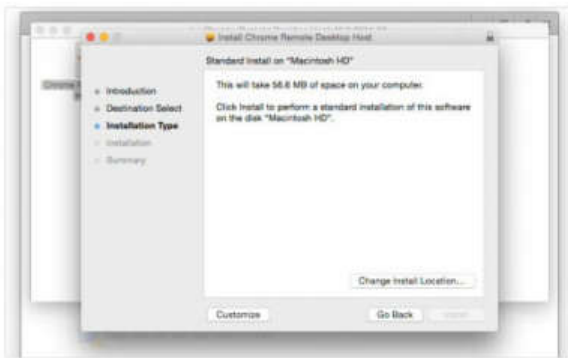 Install Chrome Remote Desktop Host
Standard Install on "Macintosh HD"
Introduction
Destination Select
Installation Type
Installation
Summary
This will take 56.6 MB of space on your computer.
Click Install to perform a standard installation of this software
on the disk "Macintosh HD".
Change Install Location...
Customize
Go Back
Install